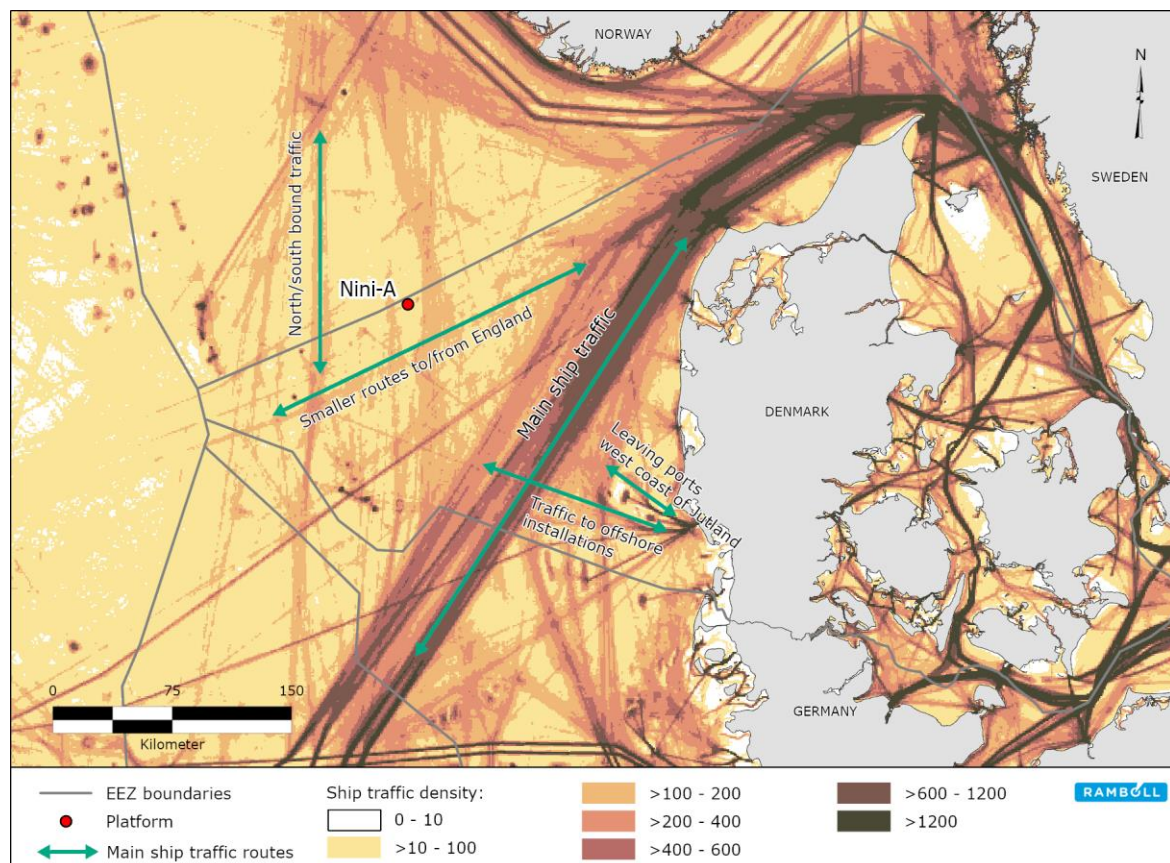 NORWAY
N
SWEDEN
North/south bound traffic
Nini-A
Smaller routes to/from England
Main ship traffic
DENMARK
Leaving ports
west coast of Jutland
Traffic to offshore
installations
GERMANY
0 75 150
Kilometer
EEZ boundaries
Platform
Main ship traffic routes
Ship traffic density:
0 - 10
>10 - 100
>100 - 200
>200 - 400
>400 - 600
>600 - 1200
>1200
RAMBOLL